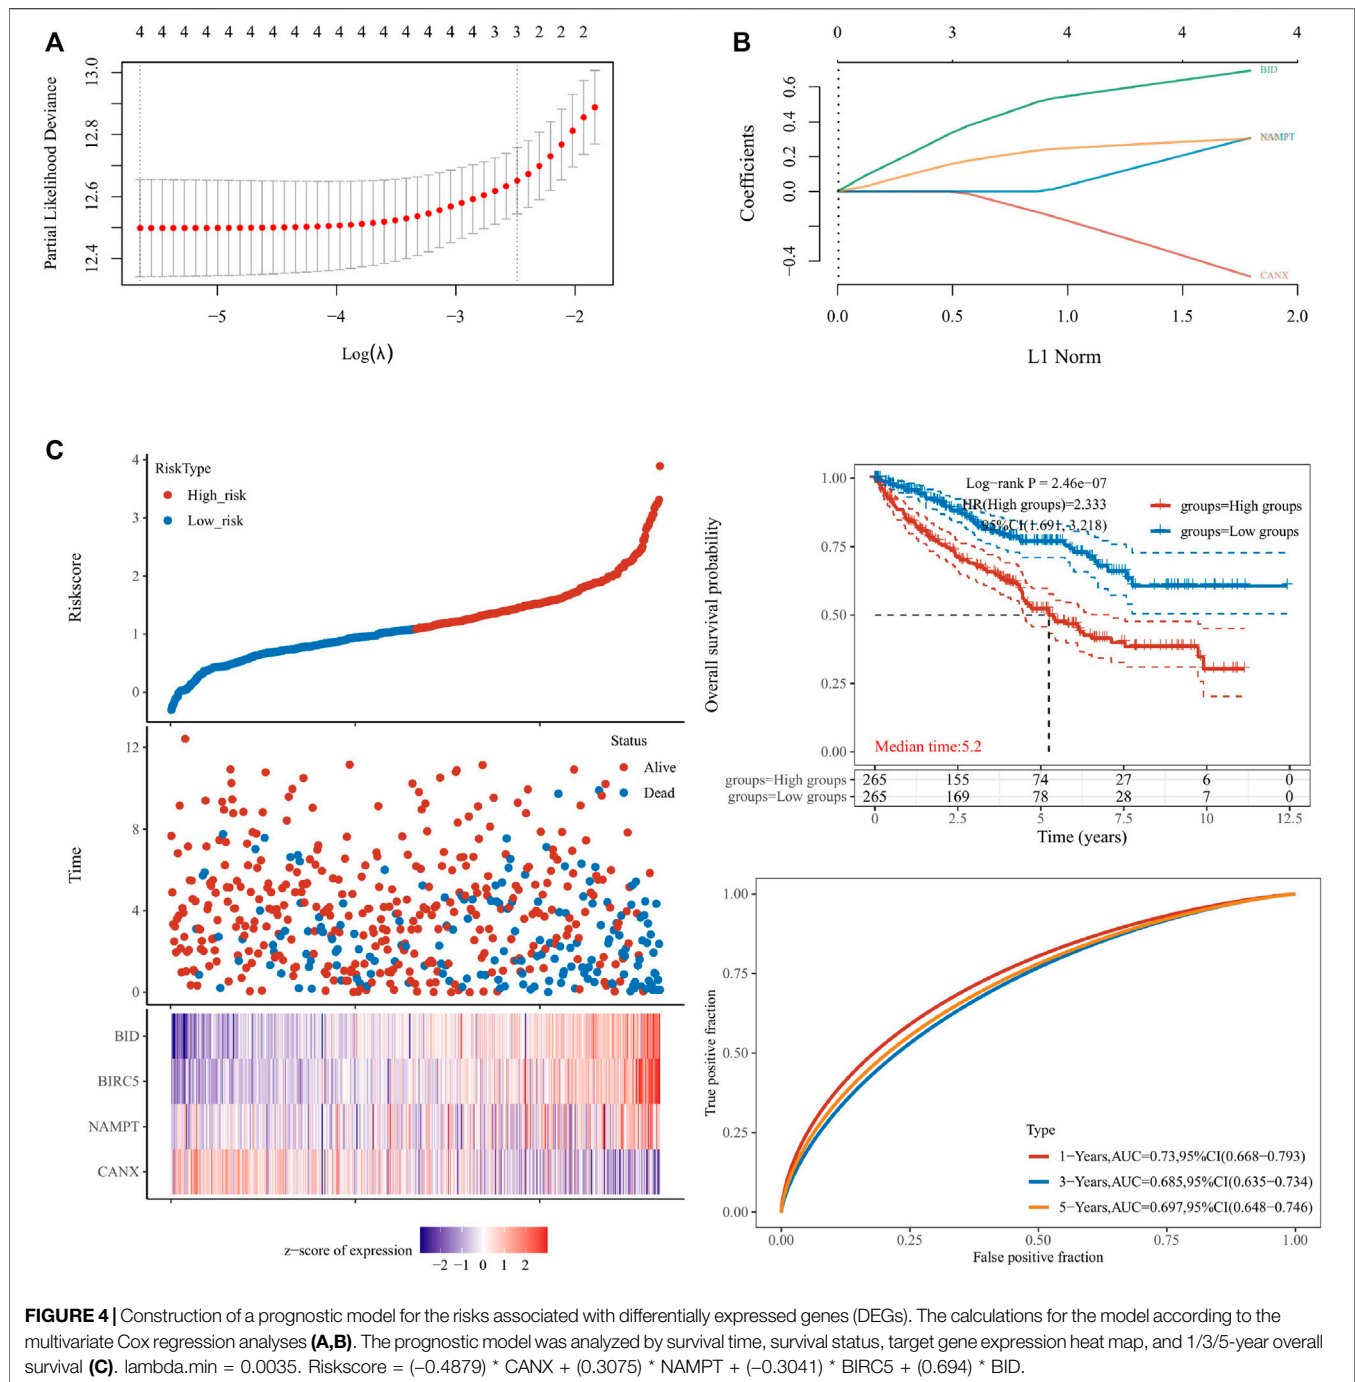 A
4 4 4 4 4 4 4 4 4 4 4 4 4 4 4 4 3 3 2 2 2
Partial Likelihood Deviance
13.0
12.8
12.6
12.4
−5 −4 −3 −2
Log(λ)
B
0 3 4 4 4
Coefficients
0.6
0.4
0.2
0.0
−0.4
BID
NAMPT
CANX
0.0 0.5 1.0 1.5 2.0
L1 Norm
C
Riskscore
4
3
2
1
0
RiskType
High_risk
Low_risk
Time
12
8
4
0
Status
Alive
Dead
BID
BIRC5
NAMPT
CANX
z−score of expression
−2 −1 0 1 2
Overall survival probability
1.00
0.75
0.50
0.25
0.00
Log−rank P = 2.46e−07
HR(High groups)=2.333
95%CI(1.691, 3.218)
groups=High groups
groups=Low groups
Median time:5.2
groups=High groups 265 155 74 27 6 0
groups=Low groups 265 169 78 28 7 0
0 2.5 5 7.5 10 12.5
Time (years)
True positive fraction
1.00
0.75
0.50
0.25
0.00
Type
1−Years,AUC=0.73,95%CI(0.668−0.793)
3−Years,AUC=0.685,95%CI(0.635−0.734)
5−Years,AUC=0.697,95%CI(0.648−0.746)
0.00 0.25 0.50 0.75 1.00
False positive fraction
FIGURE 4 | Construction of a prognostic model for the risks associated with differentially expressed genes (DEGs). The calculations for the model according to the
multivariate Cox regression analyses (A,B). The prognostic model was analyzed by survival time, survival status, target gene expression heat map, and 1/3/5-year overall
survival (C). lambda.min = 0.0035. Riskscore = (−0.4879) * CANX + (0.3075) * NAMPT + (−0.3041) * BIRC5 + (0.694) * BID.